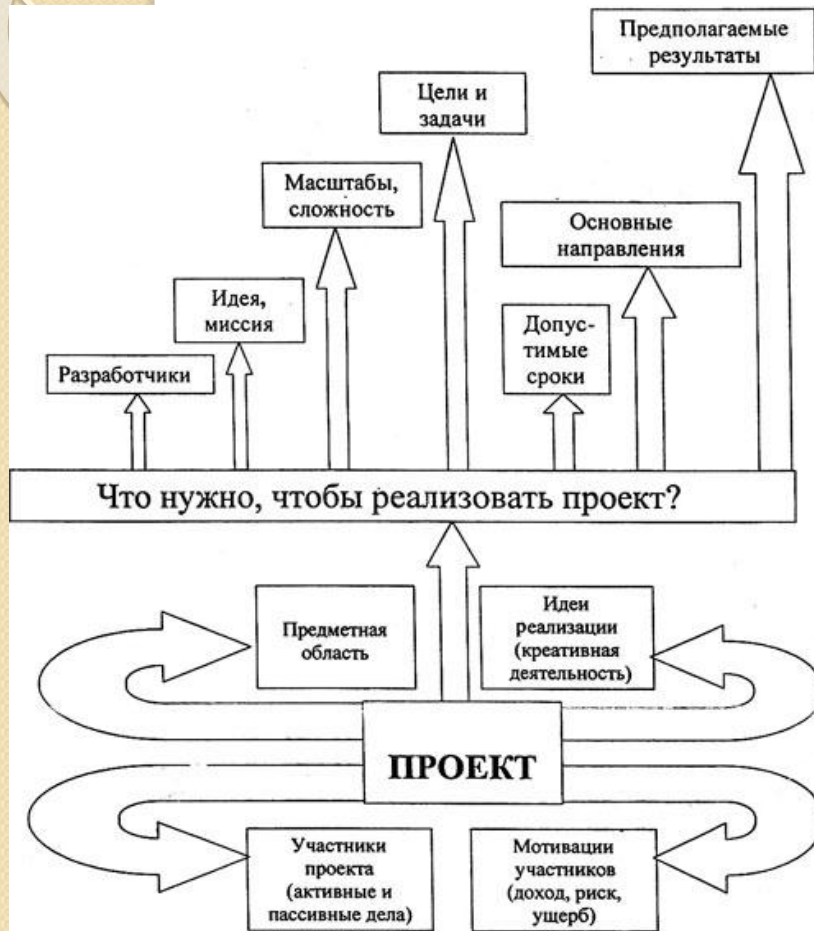 Предполагаемые
результаты
Цели и
задачи
Масштабы,
сложность
Основные
направления
Идея,
миссия
Допус-
тимые
сроки
Разработчики
Что нужно, чтобы реализовать проект?
Предметная
область
Идеи
реализации
(креативная
деятельность)
ПРОЕКТ
Участники
проекта
(активные и
пассивные дела)
Мотивации
участников
(доход, риск,
ущерб)